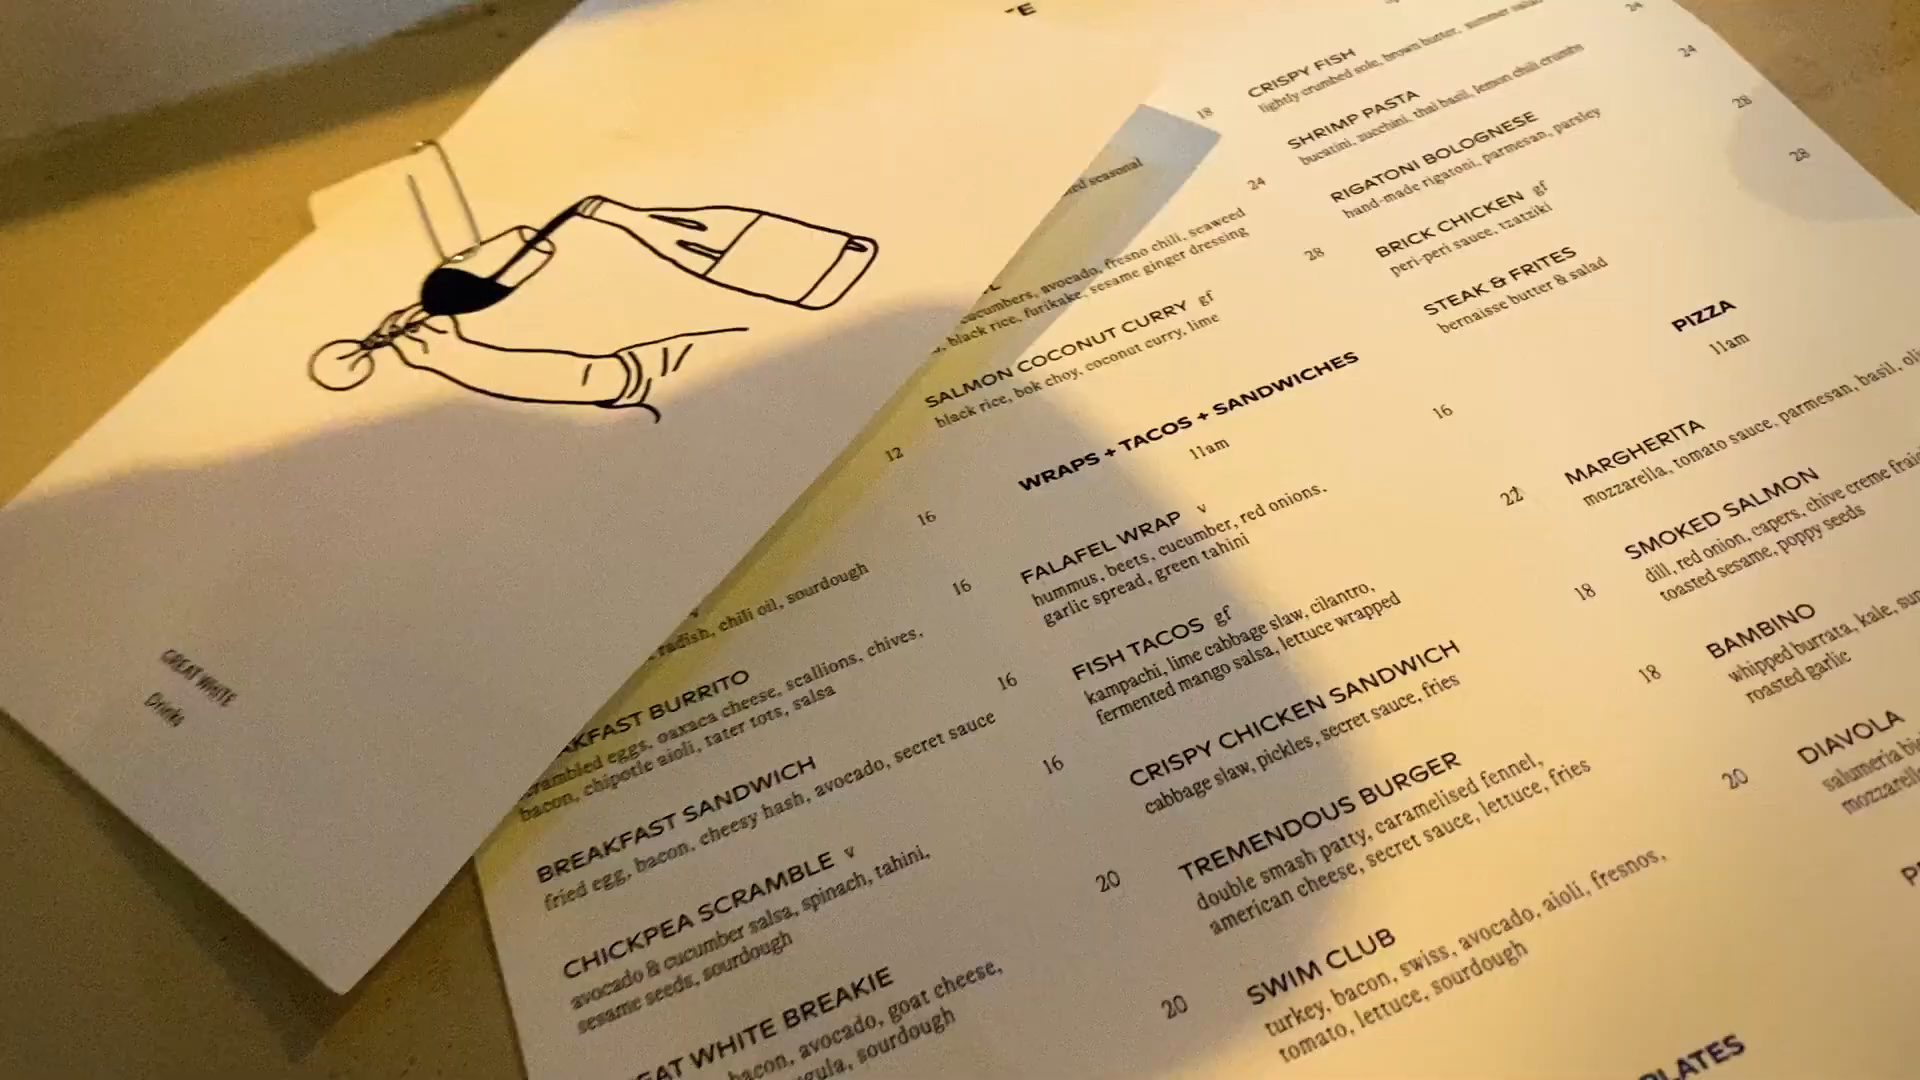 GREAT WHITE
Drinks
12
16
radish, chili oil, sourdough
16
BURRITO
eggs, oaxaca cheese, scallions, chives,
bacon, chipotle aioli, tater tots, salsa
16
BREAKFAST SANDWICH
fried egg, bacon, cheesy hash, avocado, secret sauce
16
CHICKPEA SCRAMBLE v
avocado & cucumber salsa, spinach, tahini,
sesame seeds, sourdough
20
WHITE BREAKIE
bacon, avocado, goat cheese,
sourdough
20
18
seasonal
24
avocado, fresno chili, seaweed
black rice, furikake, sesame ginger dressing
28
SALMON COCONUT CURRY gf
black rice, bok choy, coconut curry, lime
WRAPS + TACOS + SANDWICHES
11am
16
FALAFEL WRAP v
hummus, beets, cucumber, red onions,
garlic spread, green tahini
22
FISH TACOS gf
kampachi, lime cabbage slaw, cilantro,
fermented mango salsa, lettuce wrapped
18
CRISPY CHICKEN SANDWICH
cabbage slaw, pickles, secret sauce, fries
18
TREMENDOUS BURGER
double smash patty, caramelised fennel,
american cheese, secret sauce, lettuce, fries
20
SWIM CLUB
turkey, bacon, swiss, avocado, aioli, fresnos,
tomato, lettuce, sourdough
24
CRISPY FISH
lightly crumbed sole, brown butter, summer
24
SHRIMP PASTA
bucatini, zucchini, thai basil, lemon chili crumbs
28
RIGATONI BOLOGNESE
hand-made rigatoni, parmesan, parsley
28
BRICK CHICKEN gf
peri-peri sauce, tzatziki
STEAK & FRITES
bernaisse butter & salad
PIZZA
11am
MARGHERITA
mozzarella, tomato sauce, parmesan, basil,
SMOKED SALMON
dill, red onion, capers, chive creme
toasted sesame, poppy seeds
BAMBINO
whipped burrata, kale,
roasted garlic
DIAVOLA
salumeria